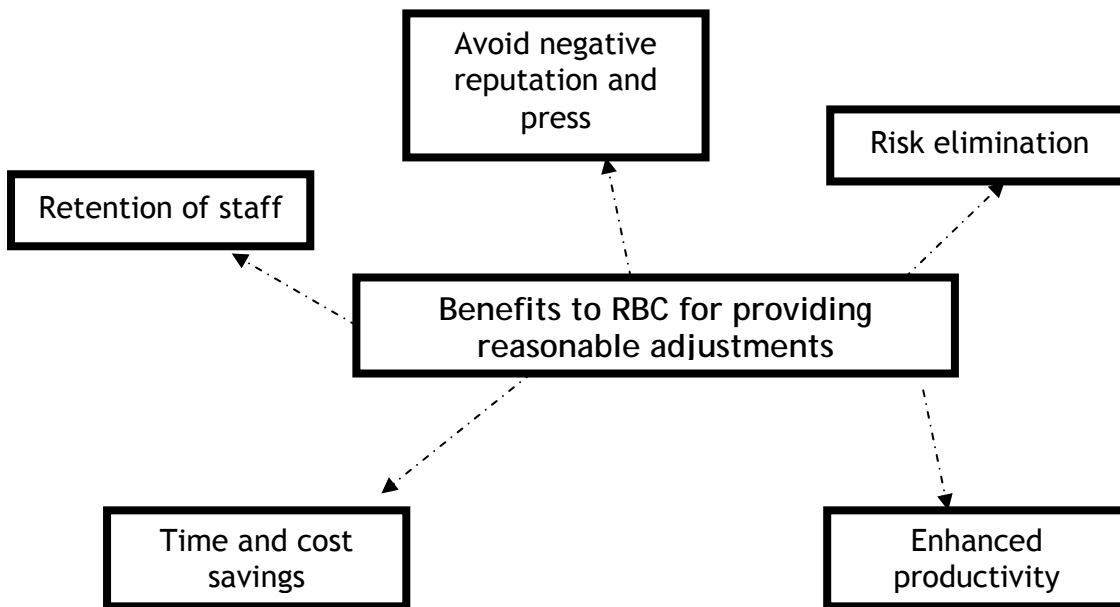 Avoid negative
reputation and
press
Risk elimination
Retention of staff
Benefits to RBC for providing
reasonable adjustments
Time and cost
savings
Enhanced
productivity